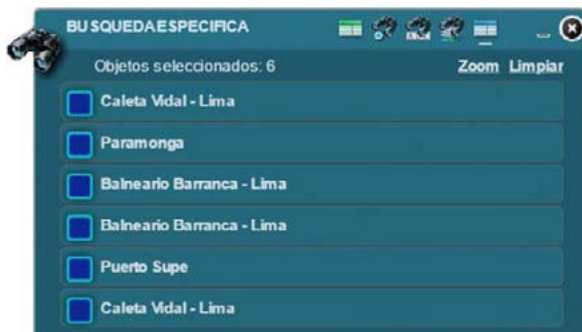 BUSQUEDAESPECIFICA
Objetos seleccionados: 6 Zoom Limpiar
Caleta Vidal - Lima
Paramonga
Balneario Barranca - Lima
Balneario Barranca - Lima
Puerto Supe
Caleta Vidal - Lima